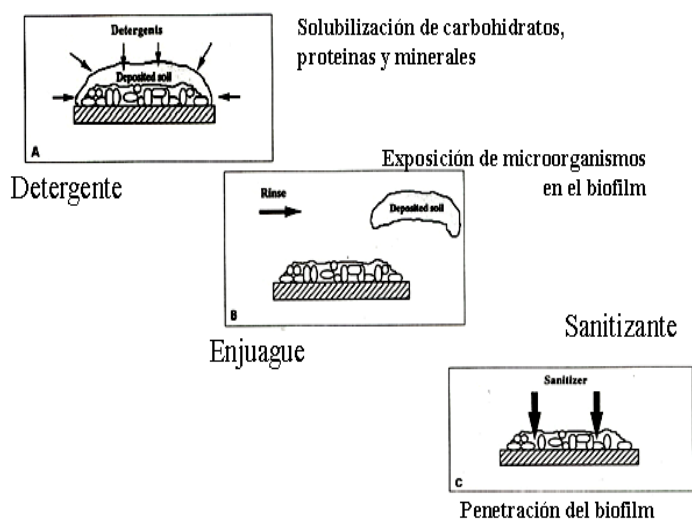 Detergents
Deposited soil
A
Solubilización de carbohidratos,
proteinas y minerales
Detergente
Exposición de microorganismos
en el biofilm
Rinse
Deposited soil
B
Enjuague
Sanitizante
Sanitizer
C
Penetración del biofilm